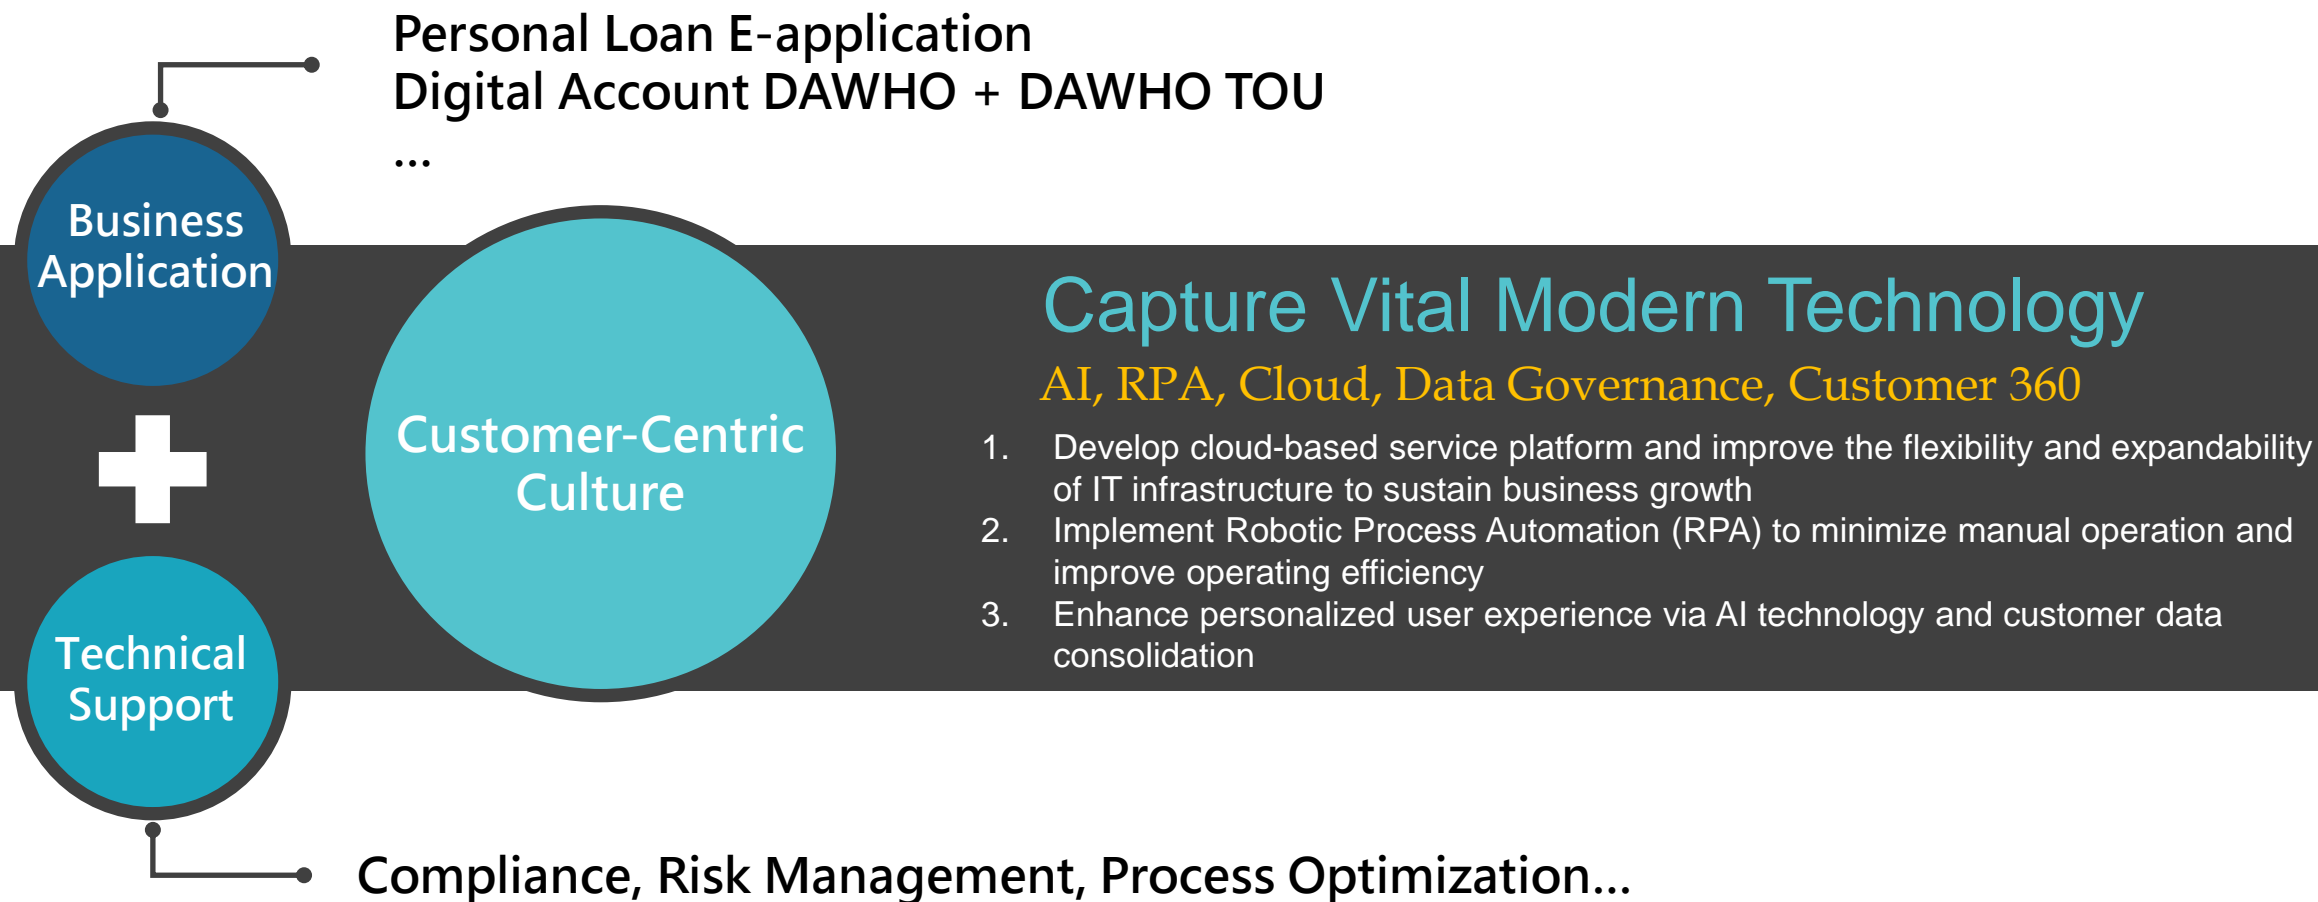 Personal Loan E-application
Digital Account DAWHO + DAWHO TOU
...
Business
Application
Customer-Centric
Culture
Technical
Support
Capture Vital Modern Technology
AI, RPA, Cloud, Data Governance, Customer 360
1. Develop cloud-based service platform and improve the flexibility and expandability
of IT infrastructure to sustain business growth
2. Implement Robotic Process Automation (RPA) to minimize manual operation and
improve operating efficiency
3. Enhance personalized user experience via AI technology and customer data
consolidation
Compliance, Risk Management, Process Optimization...